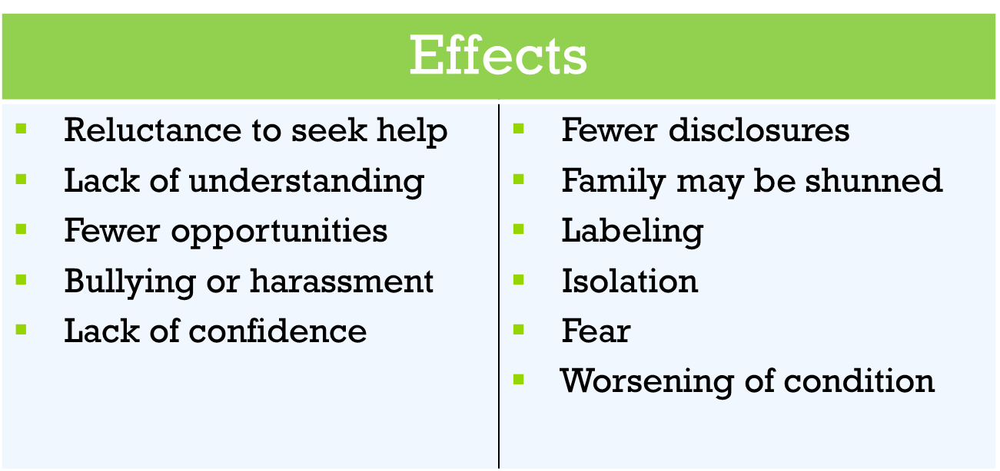 Effects
Reluctance to seek help
Lack of understanding
Fewer opportunities
Bullying or harassment
Lack of confidence
Fewer disclosures
Family may be shunned
Labeling
Isolation
Fear
Worsening of condition